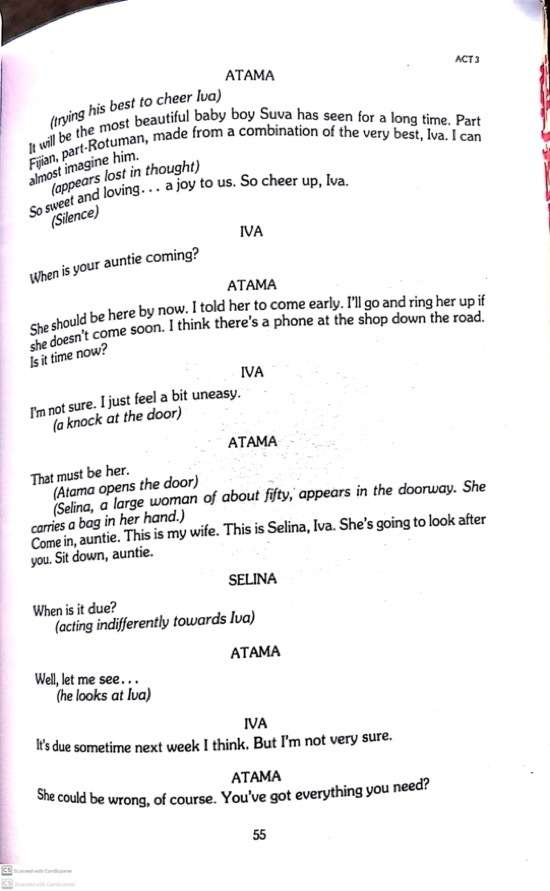 ACT 3
ATAMA
(trying his best to cheer Iva)
It will be the most beautiful baby boy Suva has seen for a long time. Part
Fijian, part-Rotuman, made from a combination of the very best, Iva. I can
almost imagine him.
(appears lost in thought)
So sweet and loving... a joy to us. So cheer up, Iva.
(Silence)
IVA
When is your auntie coming?
ATAMA
She should be here by now. I told her to come early. I'll go and ring her up if
she doesn't come soon. I think there's a phone at the shop down the road.
Is it time now?
IVA
I'm not sure. I just feel a bit uneasy.
(a knock at the door)
ATAMA
That must be her.
(Atama opens the door)
(Selina, a large woman of about fifty, appears in the doorway. She
carries a bag in her hand.)
Come in, auntie. This is my wife. This is Selina, Iva. She's going to look after
you. Sit down, auntie.
SELINA
When is it due?
(acting indifferently towards Iva)
ATAMA
Well, let me see...
(he looks at Iva)
IVA
It's due sometime next week I think. But I'm not very sure.
ATAMA
She could be wrong, of course. You've got everything you need?
55
CS Scanned with CamScanner
CS Scanned with CamScanner